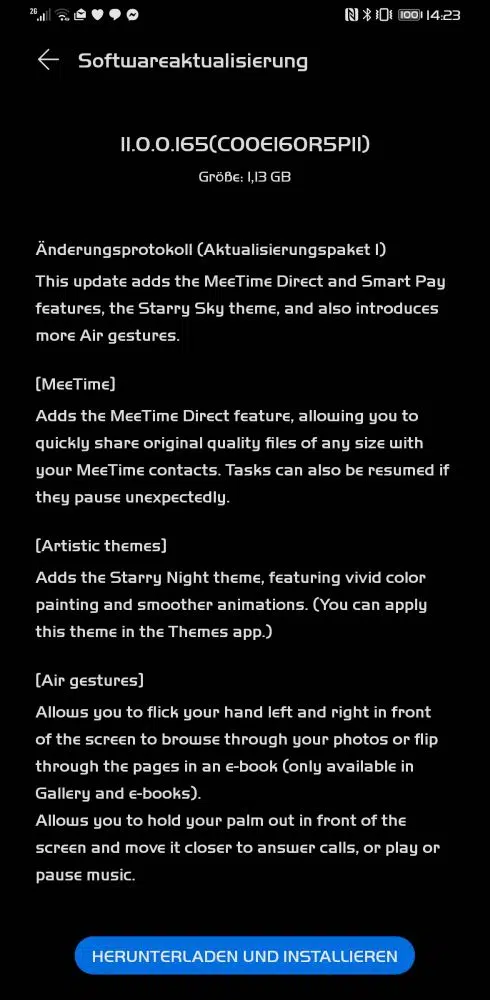 2G 100 14:23
Softwareaktualisierung
11.0.0.165(C00E160R5P11)
Größe: 1,13 GB
Änderungsprotokoll (Aktualisierungspaket 1)
This update adds the MeeTime Direct and Smart Pay
features, the Starry Sky theme, and also introduces
more Air gestures.
[MeeTime]
Adds the MeeTime Direct feature, allowing you to
quickly share original quality files of any size with
your MeeTime contacts. Tasks can also be resumed if
they pause unexpectedly.
[Artistic themes]
Adds the Starry Night theme, featuring vivid color
painting and smoother animations. (You can apply
this theme in the Themes app.)
[Air gestures]
Allows you to flick your hand left and right in front
of the screen to browse through your photos or flip
through the pages in an e-book (only available in
Gallery and e-books).
Allows you to hold your palm out in front of the
screen and move it closer to answer calls, or play or
pause music.
HERUNTERLADEN UND INSTALLIEREN